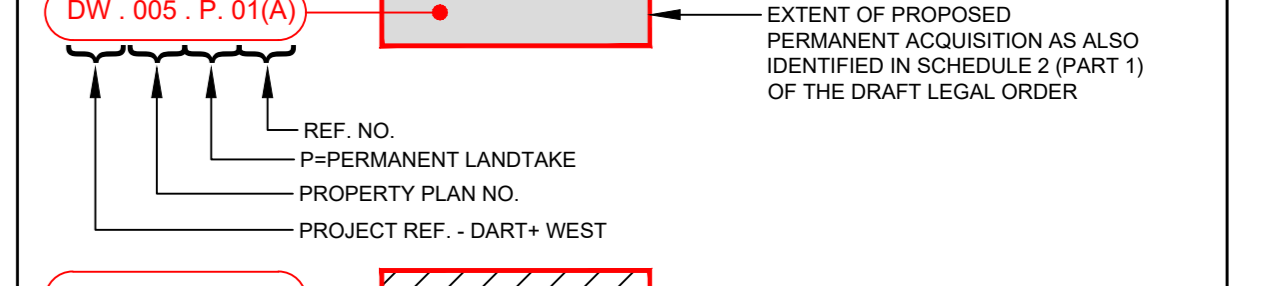 DW . 005 . P. 01(A)
EXTENT OF PROPOSED
PERMANENT ACQUISITION AS ALSO
IDENTIFIED IN SCHEDULE 2 (PART 1)
OF THE DRAFT LEGAL ORDER
REF. NO.
P=PERMANENT LANDTAKE
PROPERTY PLAN NO.
PROJECT REF. - DART+ WEST